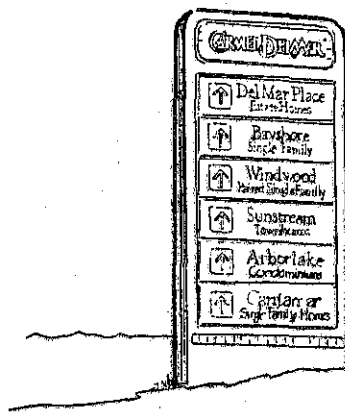 CARMEL DEL MAR
Del Mar Place
Estate Homes
Bayshore
Single Family
Windwood
Paired Single Family
Sunstream
Townhomes
Arborlake
Condominiums
Cantamar
Single Family Homes